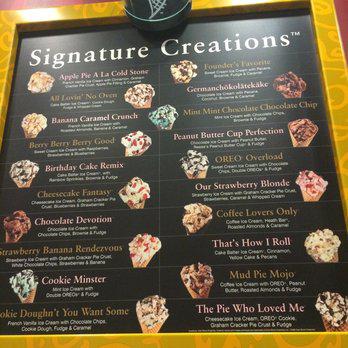 Signature Creations™
Apple Pie A La Cold Stone
French Vanilla Ice Cream with Cinnamon, Graham
Cracker Pie Crust, Apple Pie Filling & Caramel
All Lovin' No Oven
Cake Batter Ice Cream™, Cookie Dough,
Fudge & Whipped
Banana Caramel Crunch
French Vanilla Ice Cream with
Roasted Almonds, Banana & Caramel
Berry Berry Berry Good
Sweet Cream Ice Cream with Raspberries,
Strawberries & Blueberries
Birthday Cake Remix
Cake Batter Ice Cream™, with
Rainbow Sprinkles, Brownie & Fudge
Cheesecake Fantasy
Cheesecake Ice Cream, Graham Cracker Pie
Crust, Blueberries & Strawberries
Chocolate Devotion
Chocolate Ice Cream with
Chocolate Chips, Brownie & Fudge
Strawberry Banana Rendezvous
Strawberry Ice Cream with Graham Cracker Pie Crust,
White Chocolate Chips, Strawberries & Banana
Cookie Minster
Mint Ice Cream with
Double OREOs® & Fudge
Cookie Doughn't You Want Some
French Vanilla Ice Cream with Chocolate Chips,
Cookie Dough, Fudge & Caramel
Founder's Favorite
Sweet Cream Ice Cream with Pecans,
Brownie, Fudge & Caramel
Germanchökolätekäke
Chocolate Ice Cream with Pecans,
Coconut, Brownie & Caramel
Mint Mint Chocolate Chocolate Chip
Mint Ice Cream with Chocolate Chips,
Brownie & Fudge
Peanut Butter Cup Perfection
Chocolate Ice Cream with Peanut Butter,
Reese's Peanut Butter Cup® & Fudge
OREO® Overload
Sweet Cream Ice Cream with Chocolate
Chips, Double OREOs® & Fudge
Our Strawberry Blonde
Strawberry Ice Cream, Graham Cracker Pie Crust,
Strawberries, Caramel & Whipped Cream
Coffee Lovers Only
Coffee Ice Cream, Heath Bar®,
Roasted Almonds & Caramel
That's How I Roll
Cake Batter Ice Cream™, Cinnamon,
Yellow Cake & Pecans
Mud Pie Mojo
Coffee Ice Cream with OREO®, Peanut
Butter, Roasted Almonds & Fudge
The Pie Who Loved Me
Cheesecake Ice Cream, OREO® Cookie,
Graham Cracker Pie Crust & Fudge